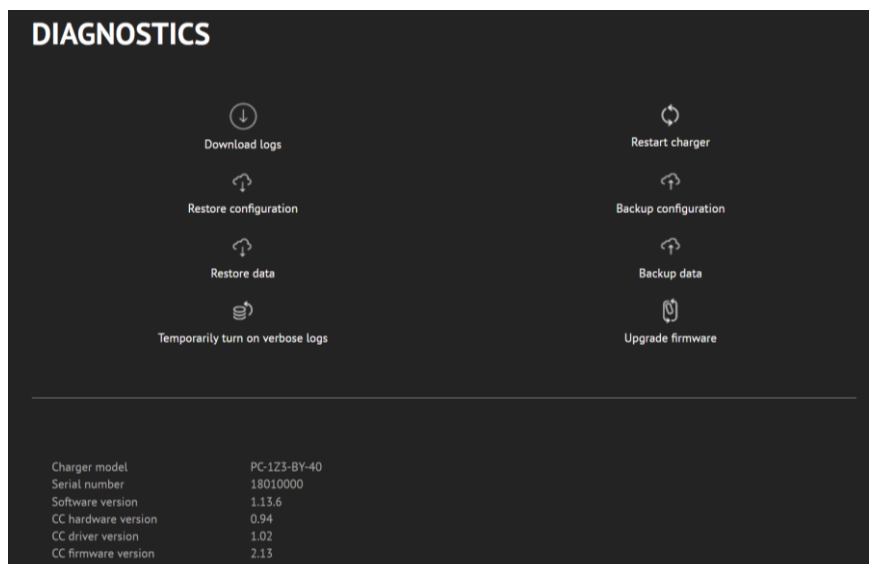 DIAGNOSTICS
Download logs
Restart charger
Restore configuration
Backup configuration
Restore data
Backup data
Temporarily turn on verbose logs
Upgrade firmware
Charger model PC-1Z3-BY-40
Serial number 18010000
Software version 1.13.6
CC hardware version 0.94
CC driver version 1.02
CC firmware version 2.13